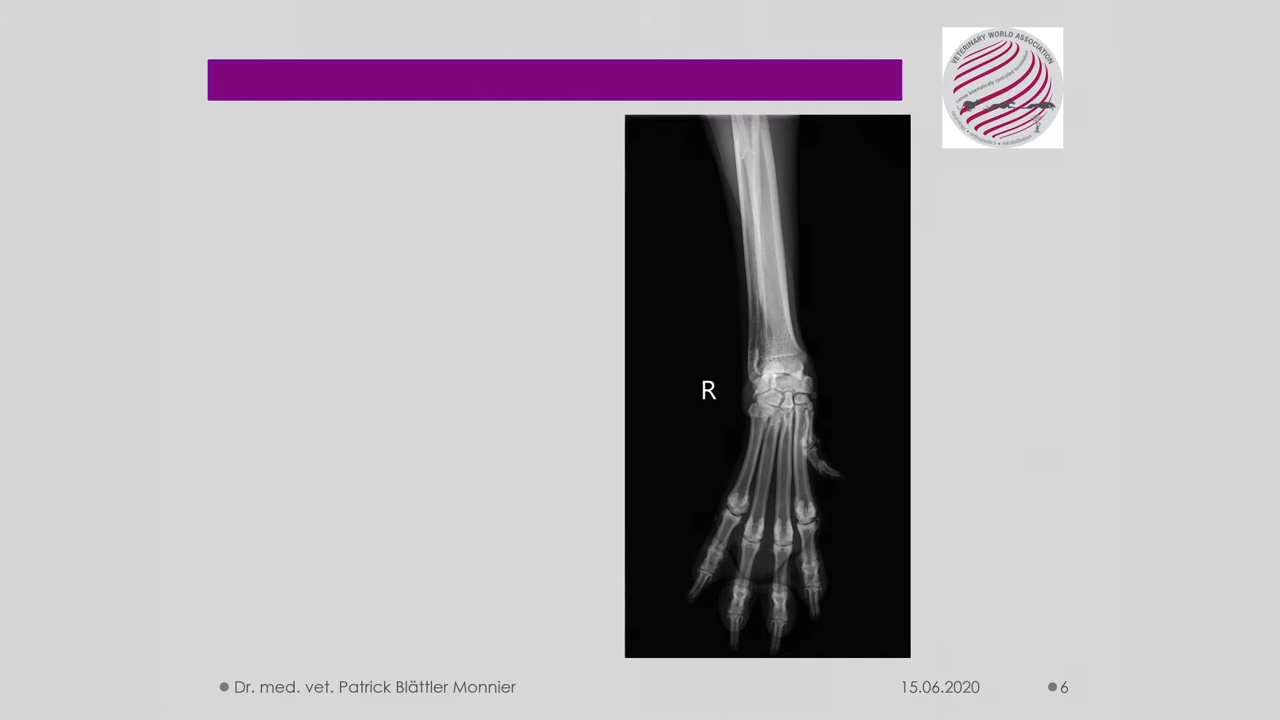 VETERINARY WORLD ASSOCIATION
R
Dr. med. vet. Patrick Blättler Monnier
15.06.2020
6